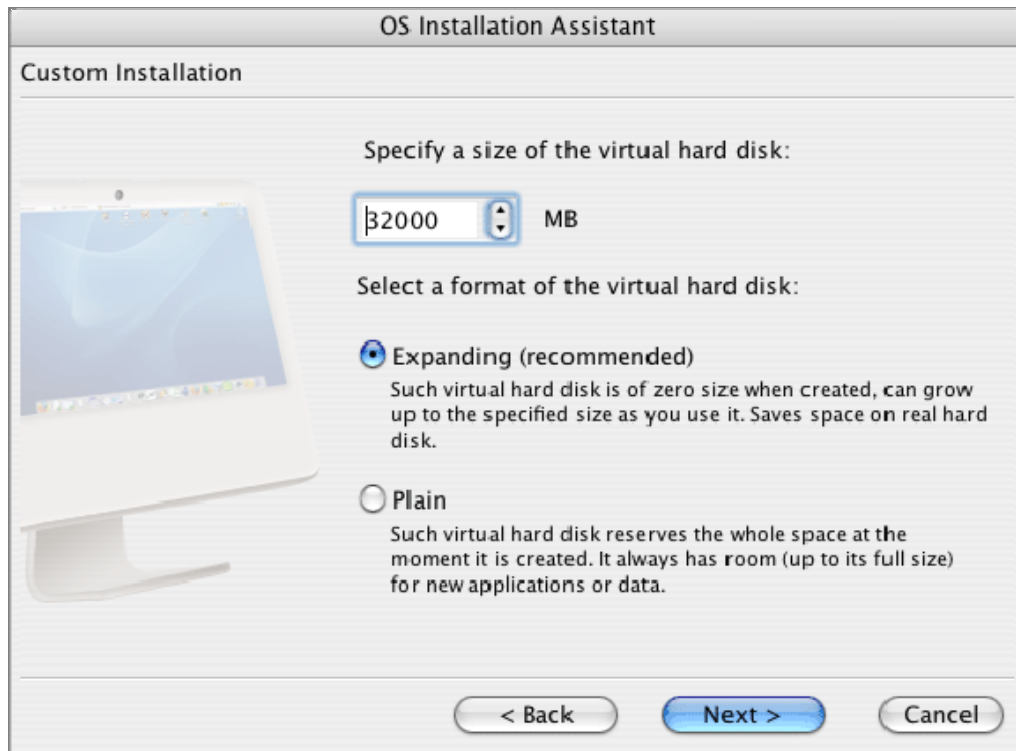 OS Installation Assistant
Custom Installation
Specify a size of the virtual hard disk:
32000 MB
Select a format of the virtual hard disk:
Expanding (recommended)
Such virtual hard disk is of zero size when created, can grow
up to the specified size as you use it. Saves space on real hard
disk.
Plain
Such virtual hard disk reserves the whole space at the
moment it is created. It always has room (up to its full size)
for new applications or data.
< Back Next > Cancel